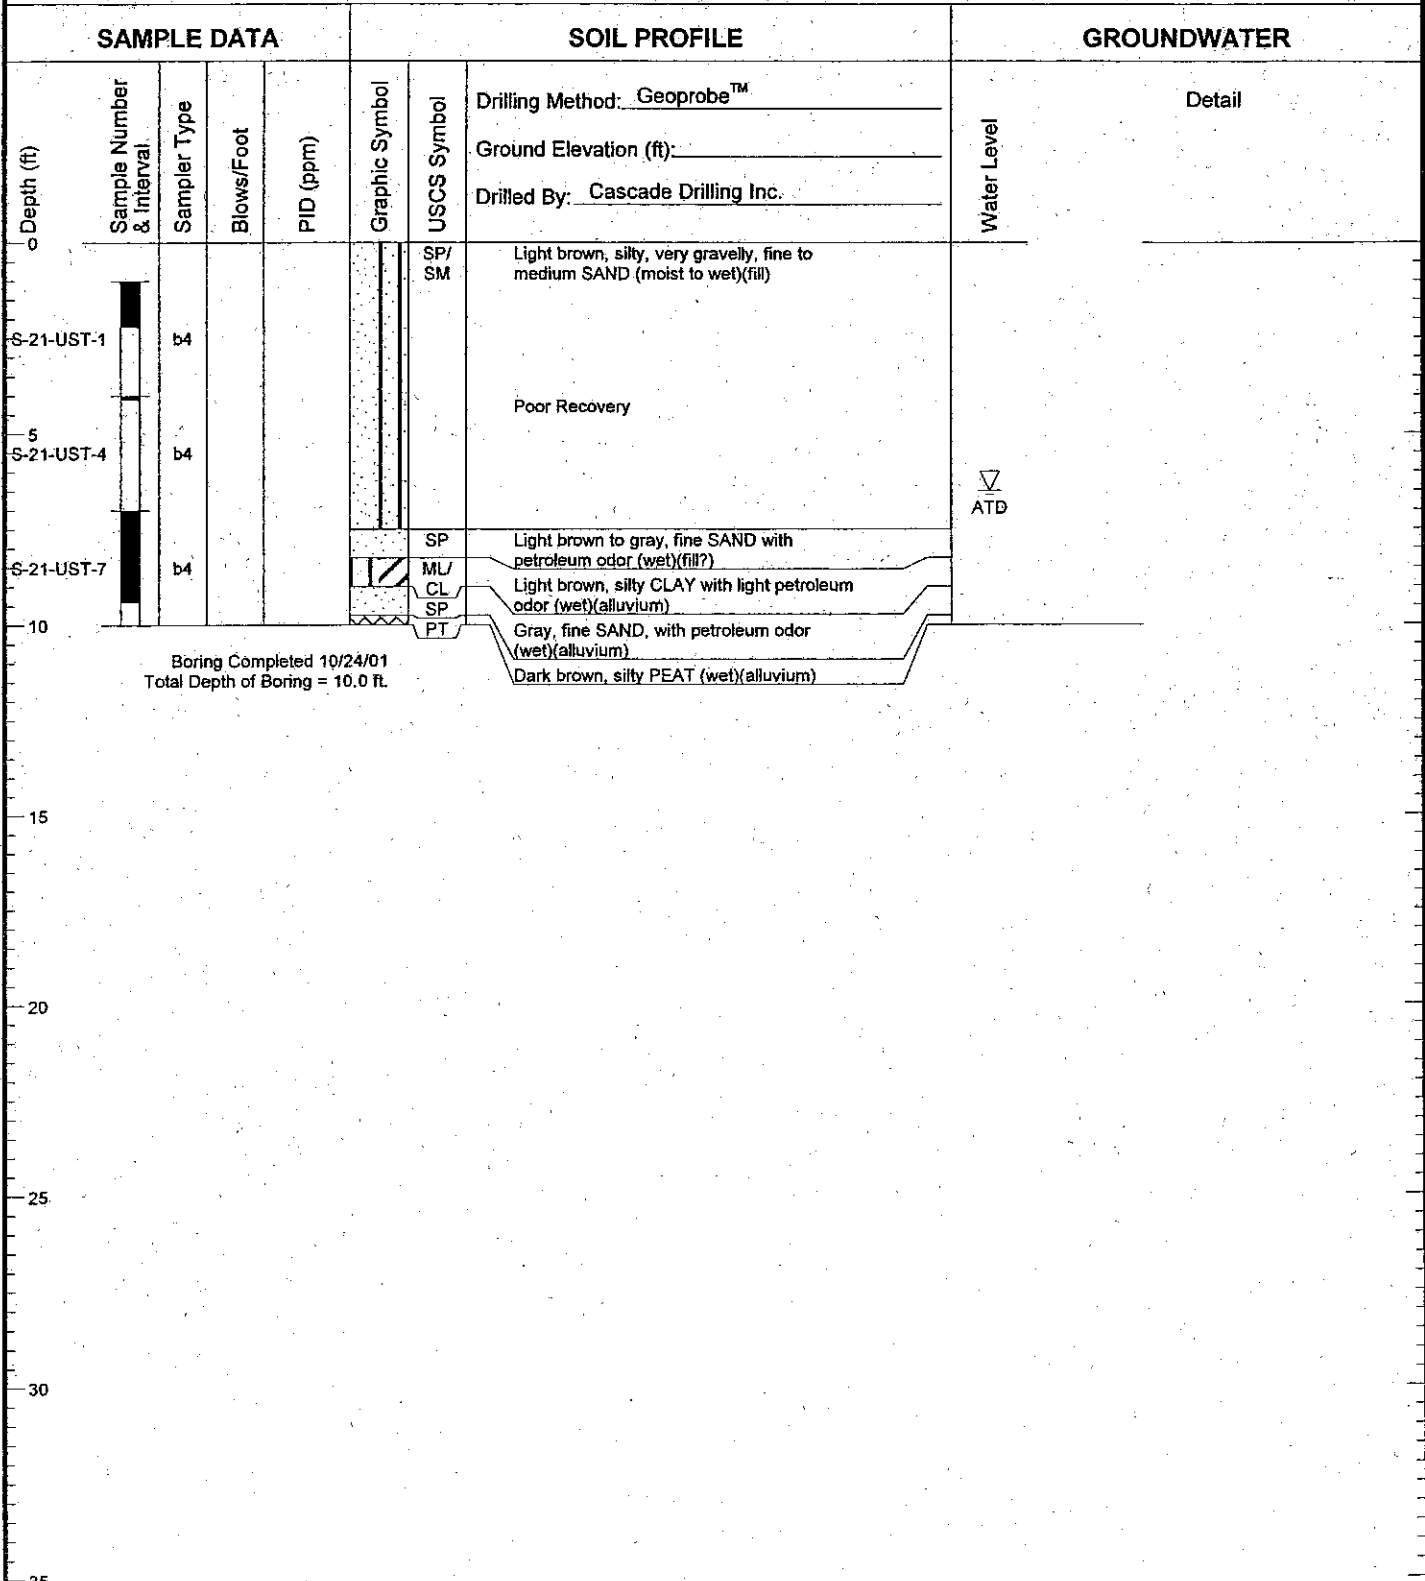 SAMPLE DATA
SOIL PROFILE
GROUNDWATER
Depth (ft)
Sample Number
& Interval
Sampler Type
Blows/Foot
PID (ppm)
Graphic Symbol
USCS Symbol
Drilling Method: Geoprobe™
Ground Elevation (ft):
Drilled By: Cascade Drilling Inc.
Water Level
Detail
0
SP/
SM
Light brown, silty, very gravelly, fine to
medium SAND (moist to wet)(fill)
S-21-UST-1
b4
Poor Recovery
5
S-21-UST-4
b4
ATD
SP
Light brown to gray, fine SAND with
petroleum odor (wet)(fill?)
S-21-UST-7
b4
ML/
CL
Light brown, silty CLAY with light petroleum
odor (wet)(alluvium)
SP
Gray, fine SAND, with petroleum odor
(wet)(alluvium)
10
PT
Dark brown, silty PEAT (wet)(alluvium)
Boring Completed 10/24/01
Total Depth of Boring = 10.0 ft.
15
20
25
30
35